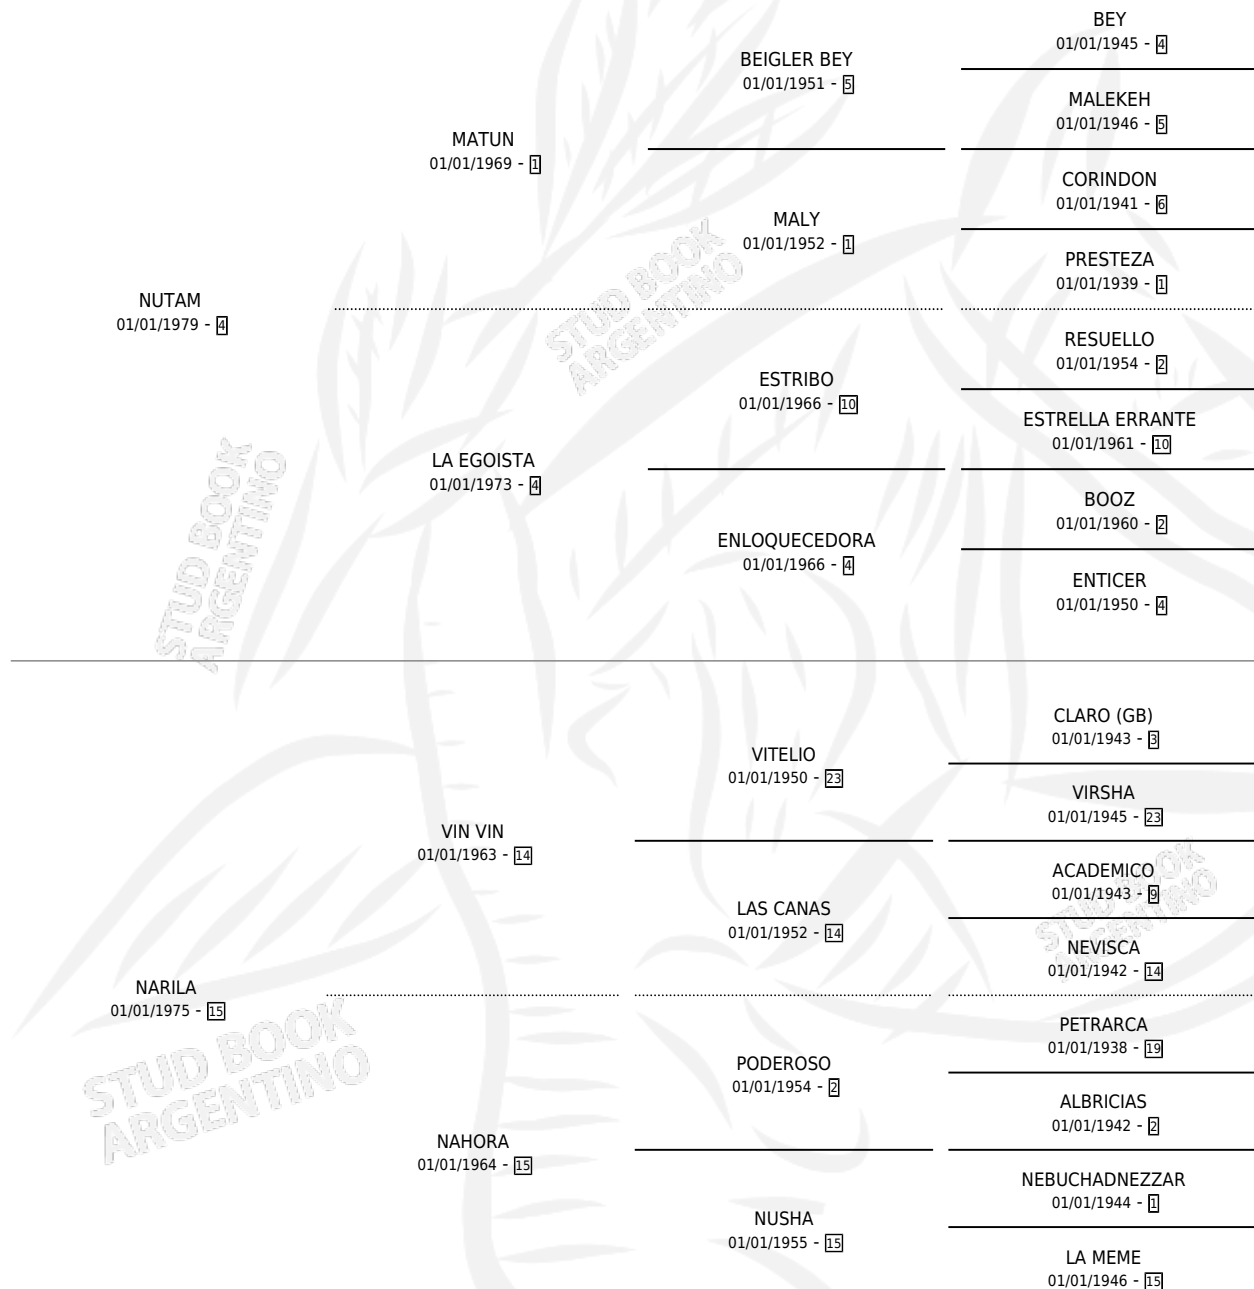 BEY
01/01/1945 - 4
BEIGLER BEY
01/01/1951 - 5
MALEKEH
01/01/1946 - 5
MATUN
01/01/1969 - 1
CORINDON
01/01/1941 - 6
MALY
01/01/1952 - 1
PRESTEZA
01/01/1939 - 1
NUTAM
01/01/1979 - 4
RESUELLO
01/01/1954 - 2
ESTRIBO
01/01/1966 - 10
ESTRELLA ERRANTE
01/01/1961 - 10
LA EGOISTA
01/01/1973 - 4
BOOZ
01/01/1960 - 2
ENLOQUECEDORA
01/01/1966 - 4
ENTICER
01/01/1950 - 4
CLARO (GB)
01/01/1943 - 3
VITELIO
01/01/1950 - 23
VIRSHA
01/01/1945 - 23
VIN VIN
01/01/1963 - 14
ACADEMICO
01/01/1943 - 9
LAS CANAS
01/01/1952 - 14
NEVISCA
01/01/1942 - 14
NARILA
01/01/1975 - 15
PETRARCA
01/01/1938 - 19
PODEROSO
01/01/1954 - 2
ALBRICIAS
01/01/1942 - 2
NAHORA
01/01/1964 - 15
NEBUCHADNEZZAR
01/01/1944 - 1
NUSHA
01/01/1955 - 15
LA MEME
01/01/1946 - 15
STUD BOOK
ARGENTINO
STUD BOOK
ARGENTINO
STUD BOOK
ARGENTINO
STUD BOOK
ARGENTINO